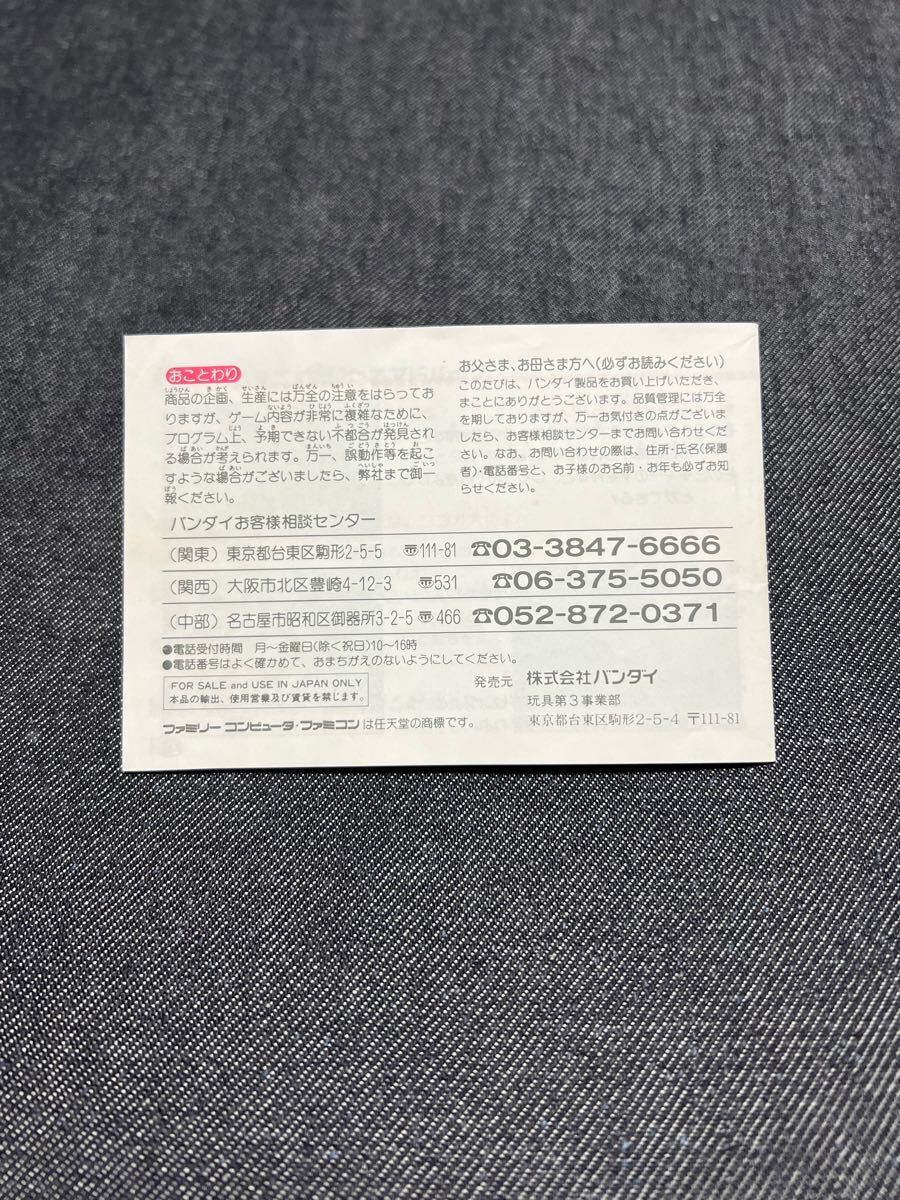 おことわり
商品の企画、生産には万全の注意をはらってお
りますが、ゲーム内容が非常に複雑なために、
プログラム上、予期できない不都合が発見され
る場合が考えられます。万一、誤動作等を起こ
すような場合がございましたら、弊社まで御一
報ください。
お父さま、お母さま方へ(必ずお読みください)
このたびは、バンダイ製品をお買い上げいただき、
まことにありがとうございます。品質管理には万全
を期しておりますが、万一お気付きの点がございま
したら、お客様相談センターまでお問い合わせくだ
さい。なお、お問い合わせの際は、住所・氏名(保護
者)・電話番号と、お子様のお名前・お年も必ずお知
らせください。
バンダイお客様相談センター
(関東) 東京都台東区駒形2-5-5 〒111-81 ☎03-3847-6666
(関西) 大阪市北区豊崎4-12-3 〒531 ☎06-375-5050
(中部) 名古屋市昭和区御器所3-2-5 〒466 ☎052-872-0371
●電話受付時間 月〜金曜日(除く祝日)10〜16時
●電話番号はよく確かめて、おまちがえのないようにしてください。
FOR SALE and USE IN JAPAN ONLY
本品の輸出、使用営業及び賃貸を禁じます。
ファミリーコンピュータ・ファミコンは任天堂の商標です。
発売元 株式会社バンダイ
玩具第3事業部
東京都台東区駒形2-5-4 〒111-81